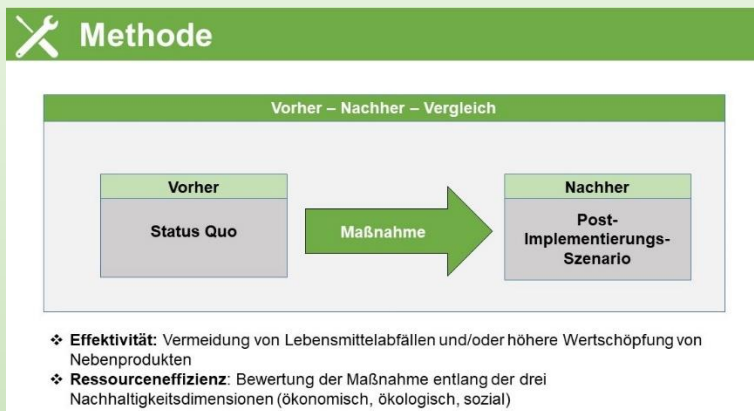 Methode
Vorher – Nachher – Vergleich
Vorher
Status Quo
Maßnahme
Nachher
Post-
Implementierungs-
Szenario
❖ Effektivität: Vermeidung von Lebensmittelabfällen und/oder höhere Wertschöpfung von
Nebenprodukten
❖ Ressourceneffizienz: Bewertung der Maßnahme entlang der drei
Nachhaltigkeitsdimensionen (ökonomisch, ökologisch, sozial)